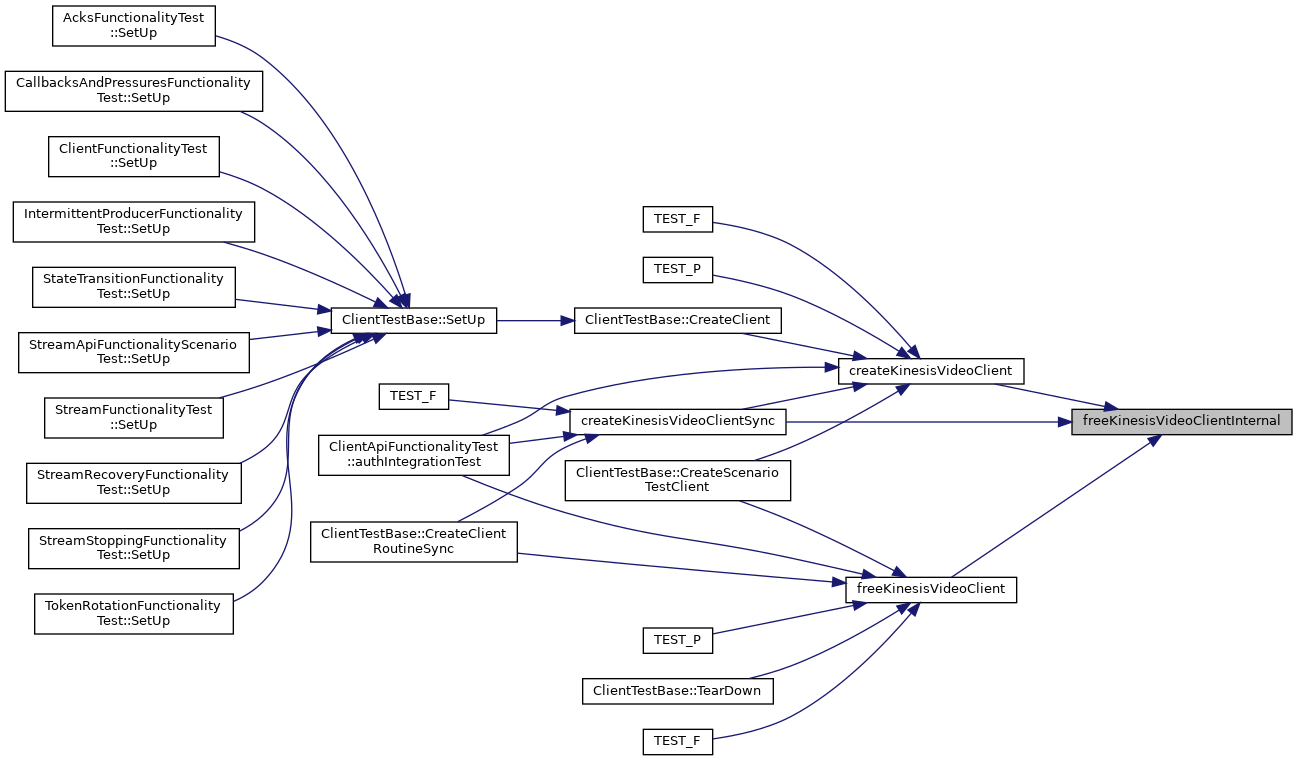 AcksFunctionalityTest
::SetUp
CallbacksAndPressuresFunctionality
Test::SetUp
ClientFunctionalityTest
::SetUp
IntermittentProducerFunctionality
Test::SetUp
StateTransitionFunctionality
Test::SetUp
StreamApiFunctionalityScenario
Test::SetUp
StreamFunctionalityTest
::SetUp
StreamRecoveryFunctionality
Test::SetUp
StreamStoppingFunctionality
Test::SetUp
TokenRotationFunctionality
Test::SetUp
ClientTestBase::SetUp
TEST_F
ClientApiFunctionalityTest
::authIntegrationTest
ClientTestBase::CreateClient
RoutineSync
TEST_F
TEST_P
ClientTestBase::CreateClient
createKinesisVideoClientSync
ClientTestBase::CreateScenario
TestClient
TEST_P
ClientTestBase::TearDown
TEST_F
createKinesisVideoClient
freeKinesisVideoClient
freeKinesisVideoClientInternal